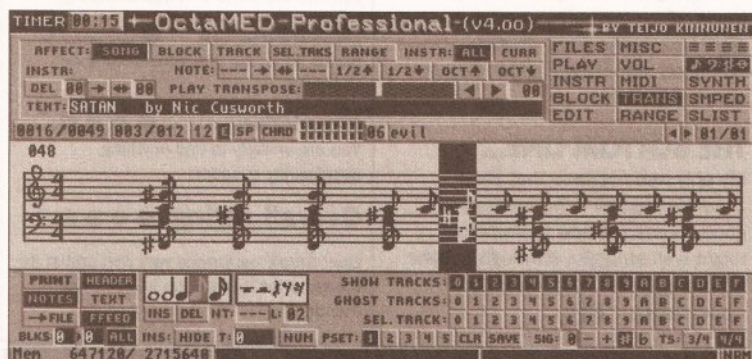 TIMER 00:15 OctaMED-Professional-(V4.00) BY TEIJO KINNUNEN
AFFECT: SONG BLOCK TRACK SEL TRKS RANGE INSTR: ALL CURR
FILES MISC
INSTR: NOTE: --- --- 1/2 1/2 OCT OCT
PLAY VOL
DEL 00 00 PLAY TRANSPOSE: 00
INSTR MIDI SYNTH
TEXT: SATAN by Nic Cusworth
BLOCK TRANS SMPED
EDIT RANGE SLIST
0016/0049 003/012 12 E SP CHRD 06 evil 01/01
048
PRINT HEADER
NOTES TEXT
FILE FFEED
INS DEL NT: --- L: 02
SHOW TRACKS: 0 1 2 3 4 5 6 7 8 9 A B C D E F
GHOST TRACKS: 0 1 2 3 4 5 6 7 8 9 A B C D E F
SEL.TRACK: 0 1 2 3 4 5 6 7 8 9 A B C D E F
BLKS 0 0 ALL INS: HIDE T: 0 NUM PSET: 1 2 3 4 5 CLR SAVE SIG: 0 - + # b TS: 3/4 4/4
Mem 647120/ 2715648